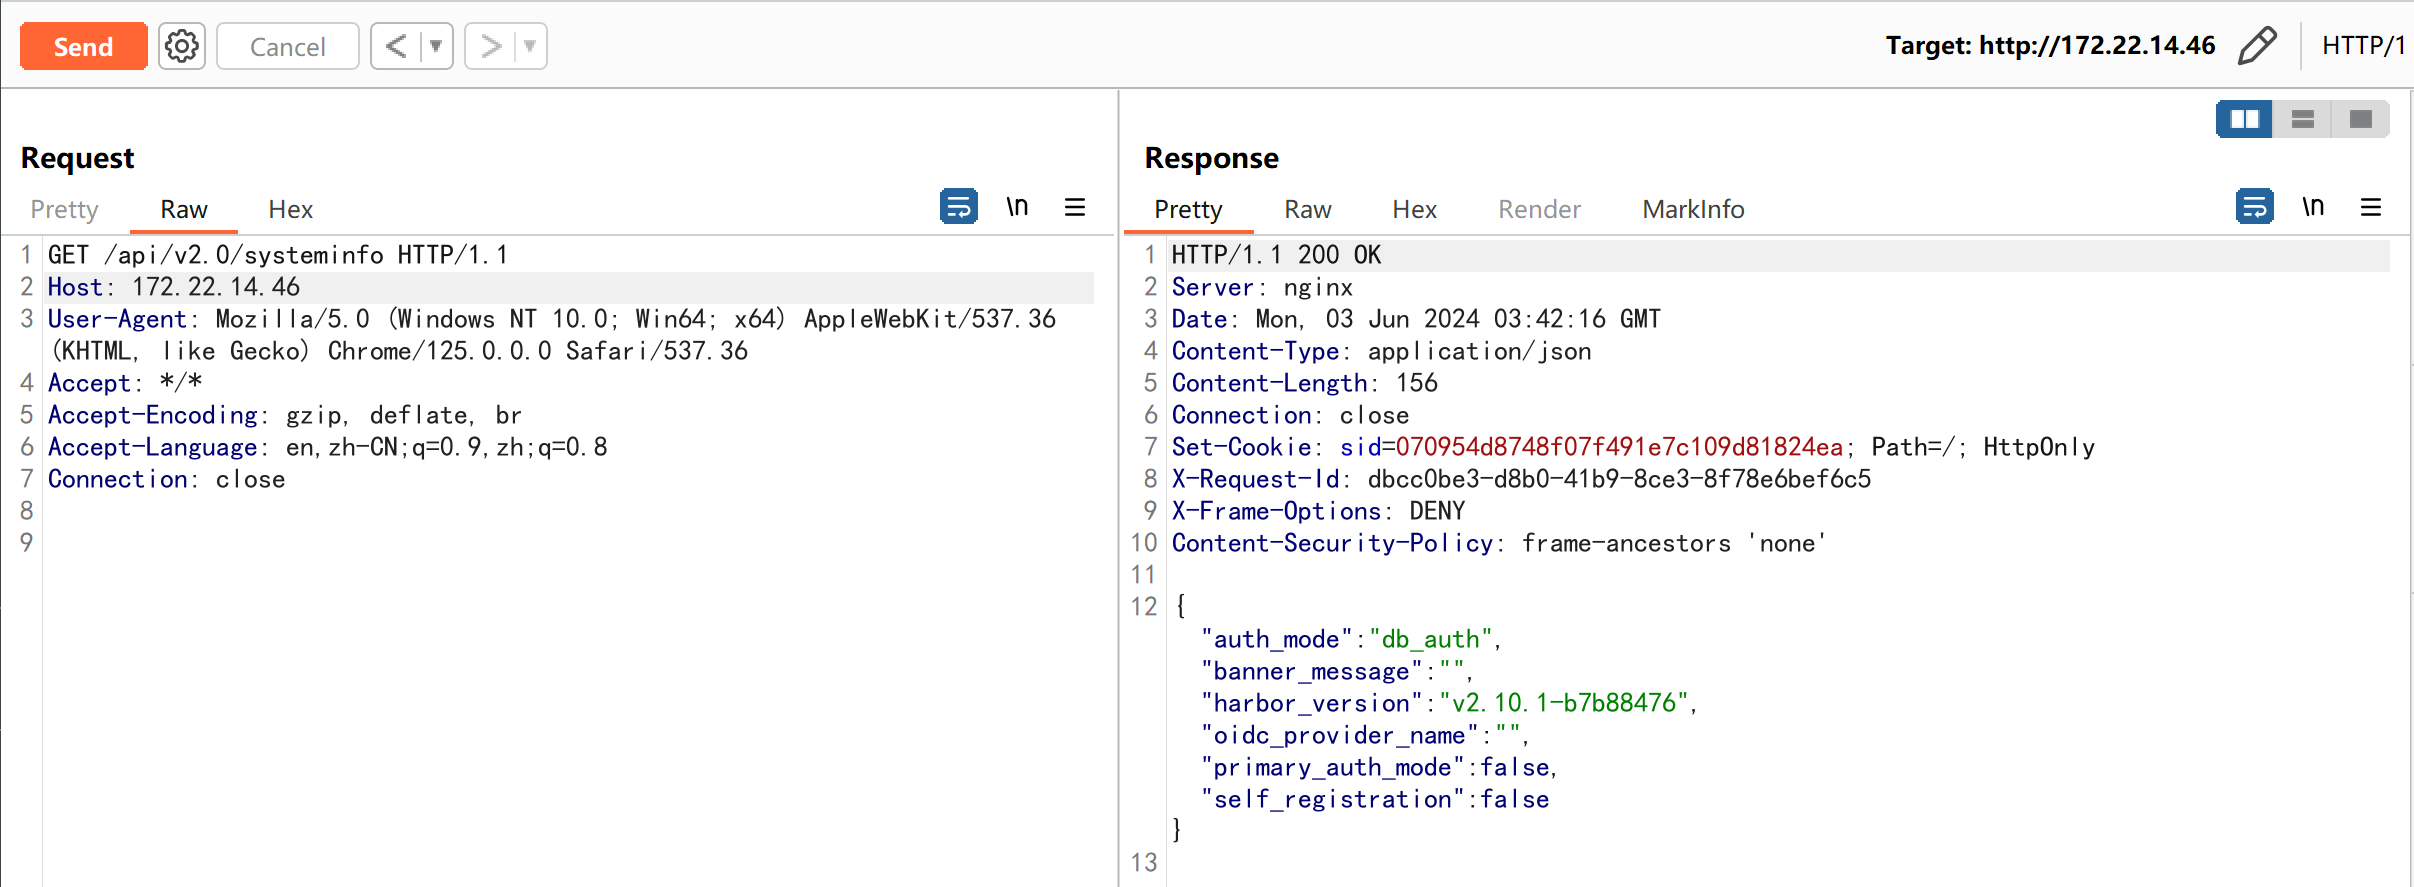 Send
Cancel
Target: http://172.22.14.46
HTTP/1
Request
Pretty Raw Hex
\n
1 GET /api/v2.0/systeminfo HTTP/1.1
2 Host: 172.22.14.46
3 User-Agent: Mozilla/5.0 (Windows NT 10.0; Win64; x64) AppleWebKit/537.36
(KHTML, like Gecko) Chrome/125.0.0.0 Safari/537.36
4 Accept: */*
5 Accept-Encoding: gzip, deflate, br
6 Accept-Language: en,zh-CN;q=0.9,zh;q=0.8
7 Connection: close
8
9
Response
Pretty Raw Hex Render MarkInfo
\n
1 HTTP/1.1 200 OK
2 Server: nginx
3 Date: Mon, 03 Jun 2024 03:42:16 GMT
4 Content-Type: application/json
5 Content-Length: 156
6 Connection: close
7 Set-Cookie: sid=070954d8748f07f491e7c109d81824ea; Path=/; HttpOnly
8 X-Request-Id: dbcc0be3-d8b0-41b9-8ce3-8f78e6bef6c5
9 X-Frame-Options: DENY
10 Content-Security-Policy: frame-ancestors 'none'
11
12 {
"auth_mode":"db_auth",
"banner_message":"",
"harbor_version":"v2.10.1-b7b88476",
"oidc_provider_name":"",
"primary_auth_mode":false,
"self_registration":false
}
13